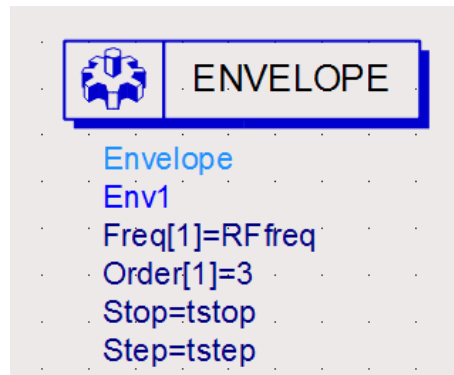 ENVELOPE
Envelope
Env1
Freq[1]=RFfreq
Order[1]=3
Stop=tstop
Step=tstep